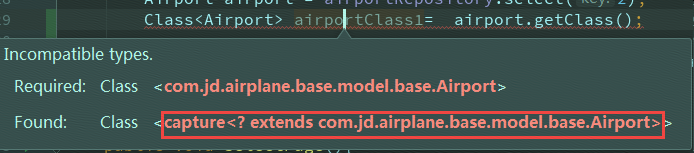 Airport airport = airportRepository.select( key: 2);
Class<Airport> airportClass1= airport.getClass();
Incompatible types.
Required: Class <com.jd.airplane.base.model.base.Airport>
Found: Class <capture<? extends com.jd.airplane.base.model.base.Airport>>